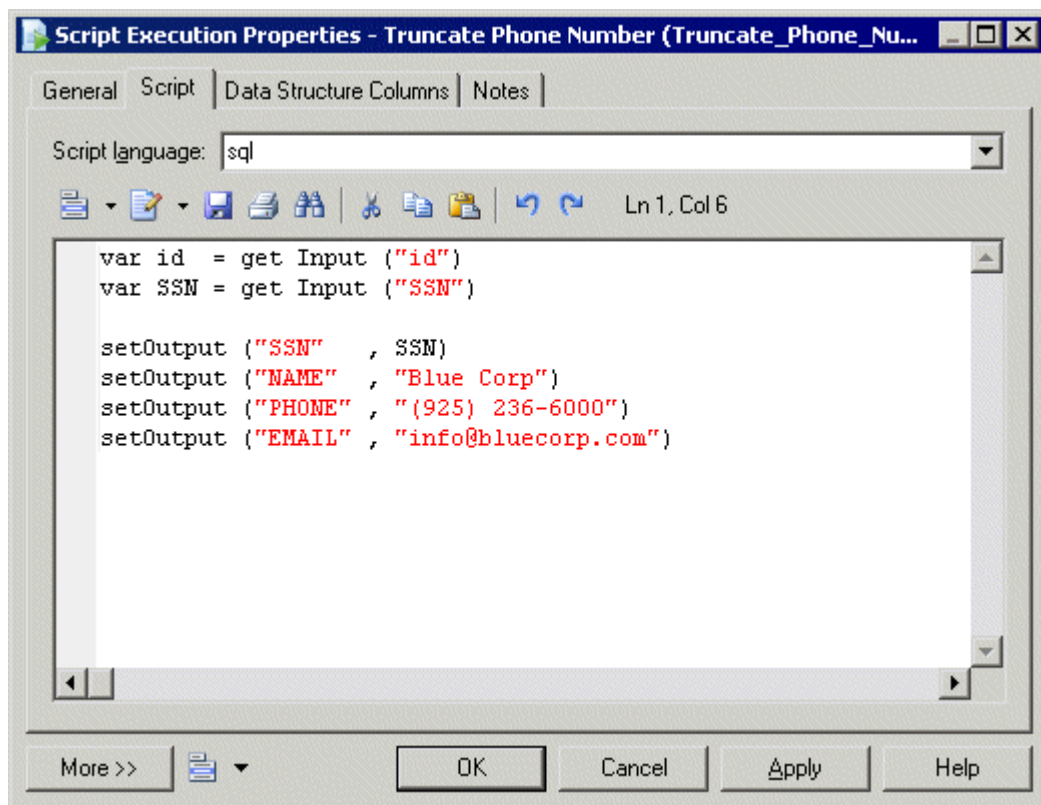 Script Execution Properties - Truncate Phone Number (Truncate_Phone_Nu...
General Script Data Structure Columns Notes
Script language: sql
Ln 1, Col 6
var id  = get Input ("id")
var SSN = get Input ("SSN")
setOutput ("SSN"   , SSN)
setOutput ("NAME"  , "Blue Corp")
setOutput ("PHONE" , "(925) 236-6000")
setOutput ("EMAIL" , "info@bluecorp.com")
More >> OK Cancel Apply Help